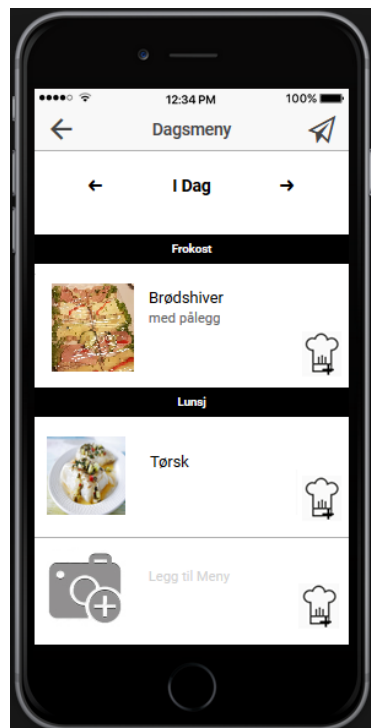 12:34 PM
100%
Dagsmeny
I Dag
Frokost
Brødshiver
med pålegg
Lunsj
Tørsk
Legg til Meny